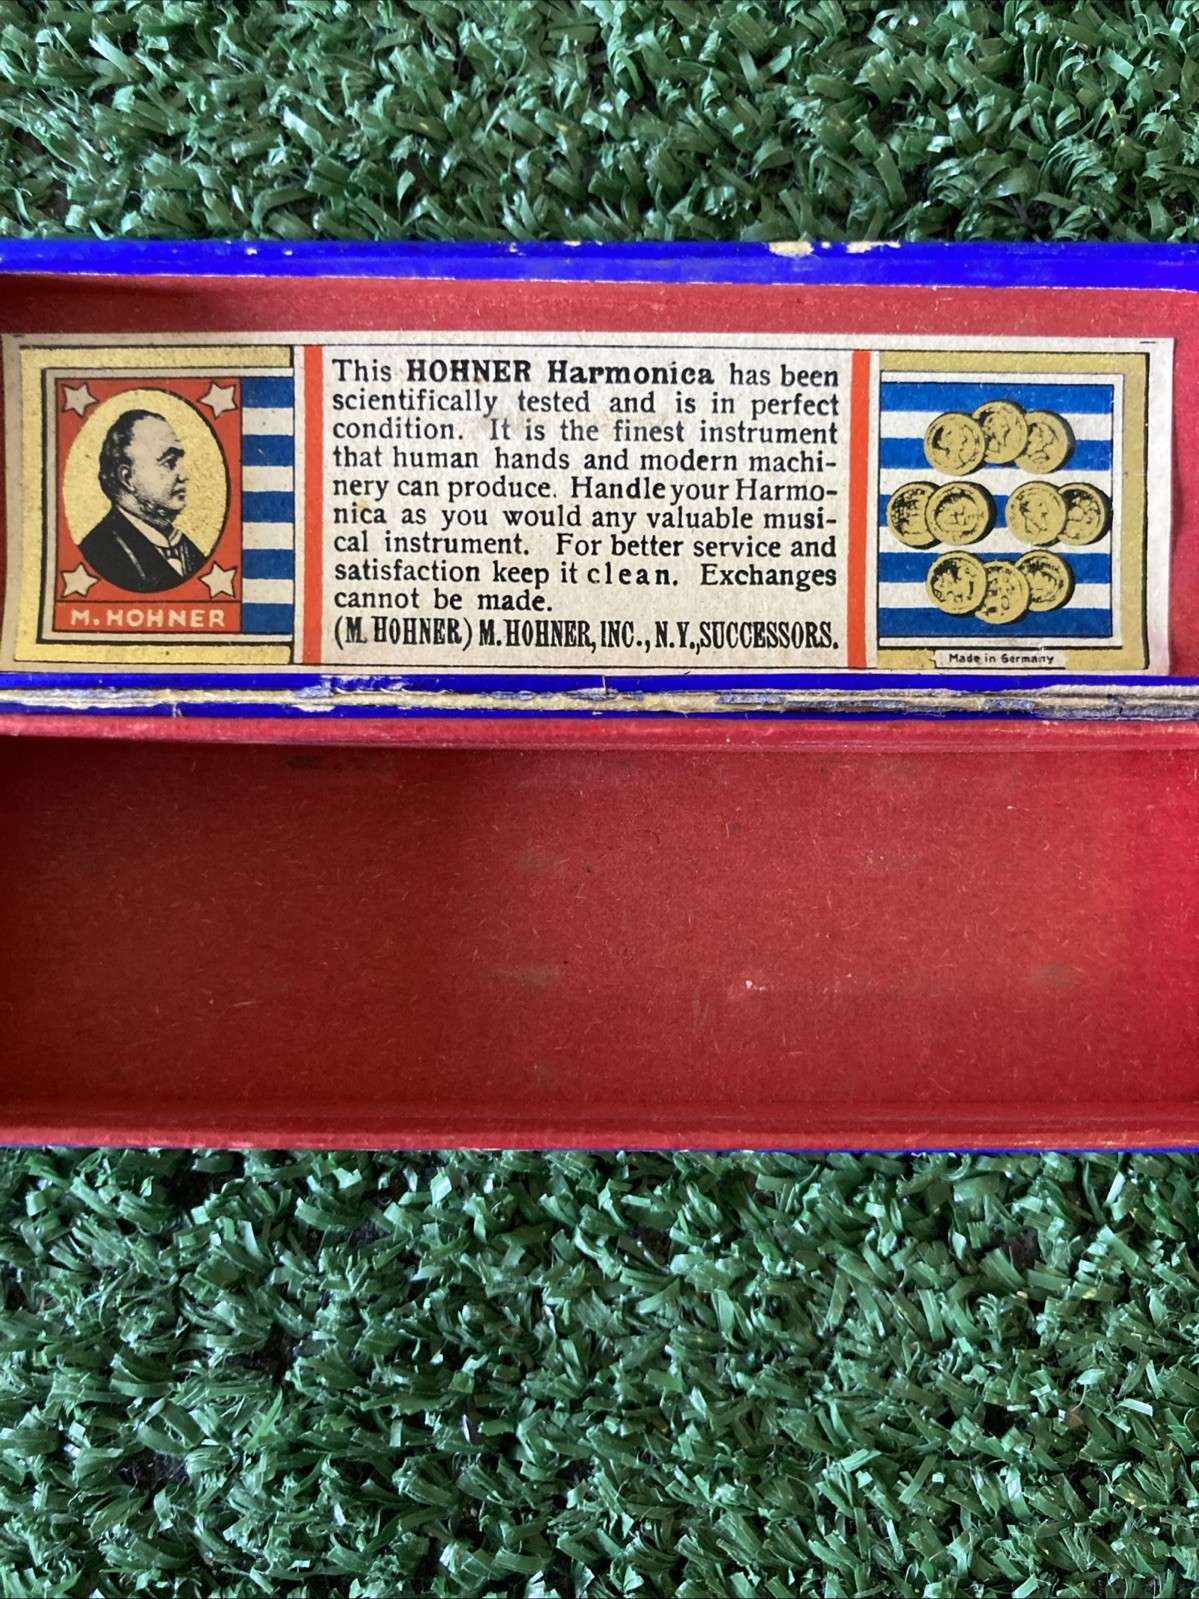 M. HOHNER
This HOHNER Harmonica has been
scientifically tested and is in perfect
condition. It is the finest instrument
that human hands and modern machi-
nery can produce. Handle your Harmo-
nica as you would any valuable musi-
cal instrument. For better service and
satisfaction keep it clean. Exchanges
cannot be made.
(M. HOHNER) M. HOHNER, INC., N.Y., SUCCESSORS.
Made in Germany